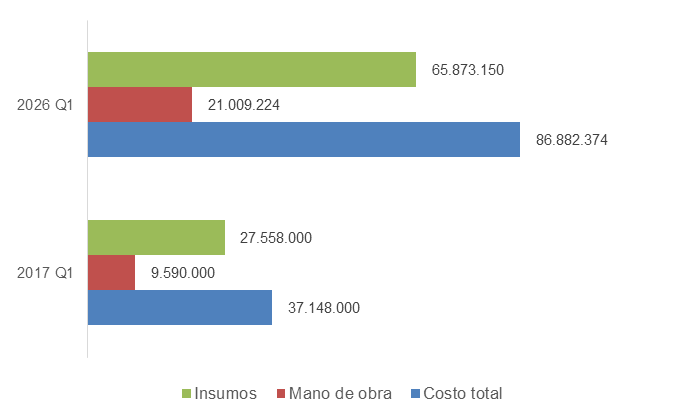 65.873.150
2026 Q1
21.009.224
86.882.374
27.558.000
2017 Q1
9.590.000
37.148.000
Insumos Mano de obra Costo total